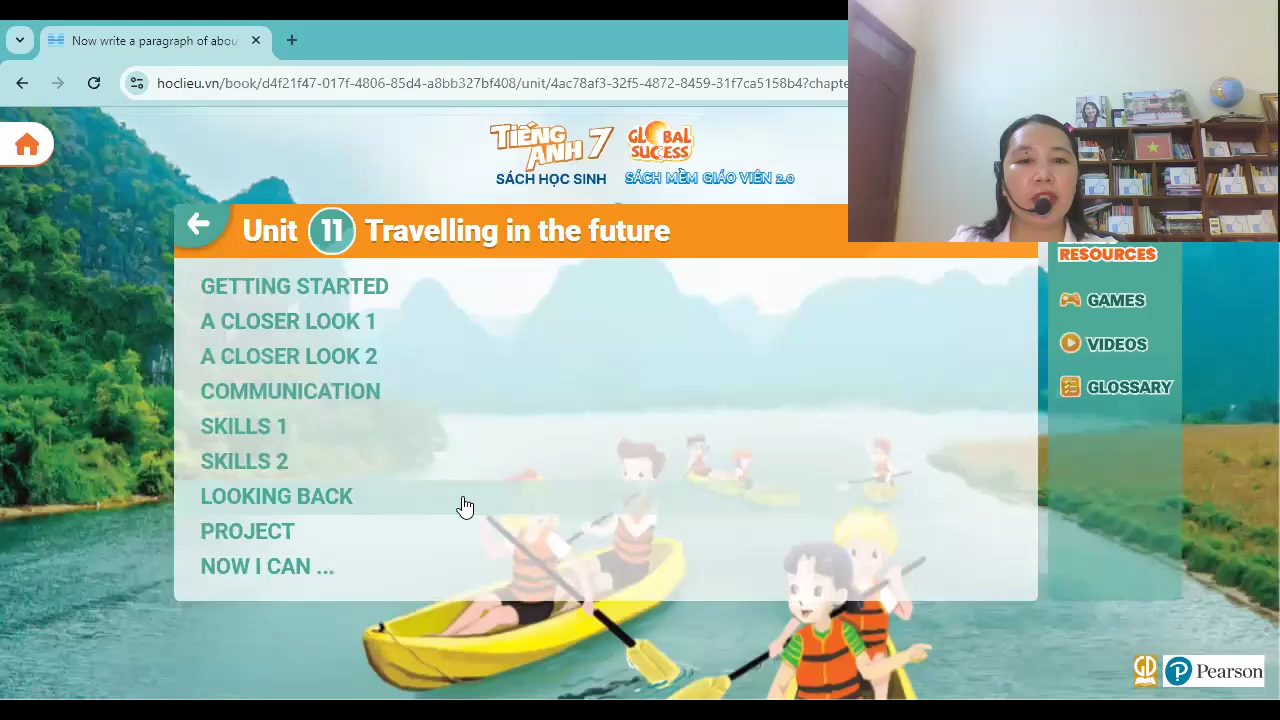 Now write a paragraph of abou
hoclieu.vn/book/d4f21f47-017f-4806-85d4-a8bb327bf408/unit/4ac78af3-32f5-4872-8459-31f7ca5158b4?chapte
TIẾNG ANH 7
GLOBAL SUCCESS
SÁCH HỌC SINH
SÁCH MỀM GIÁO VIÊN 2.0
Unit 11 Travelling in the future
GETTING STARTED
A CLOSER LOOK 1
A CLOSER LOOK 2
COMMUNICATION
SKILLS 1
SKILLS 2
LOOKING BACK
PROJECT
NOW I CAN ...
RESOURCES
GAMES
VIDEOS
GLOSSARY
GD
Pearson